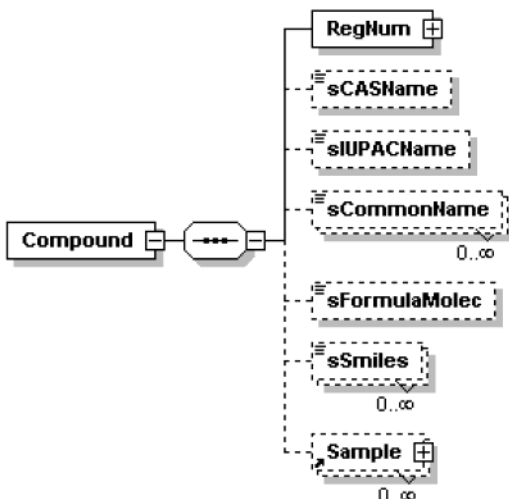 RegNum
sCASName
sIUPACName
sCommonName
0..∞
Compound
sFormulaMolec
sSmiles
0..∞
Sample
0..∞